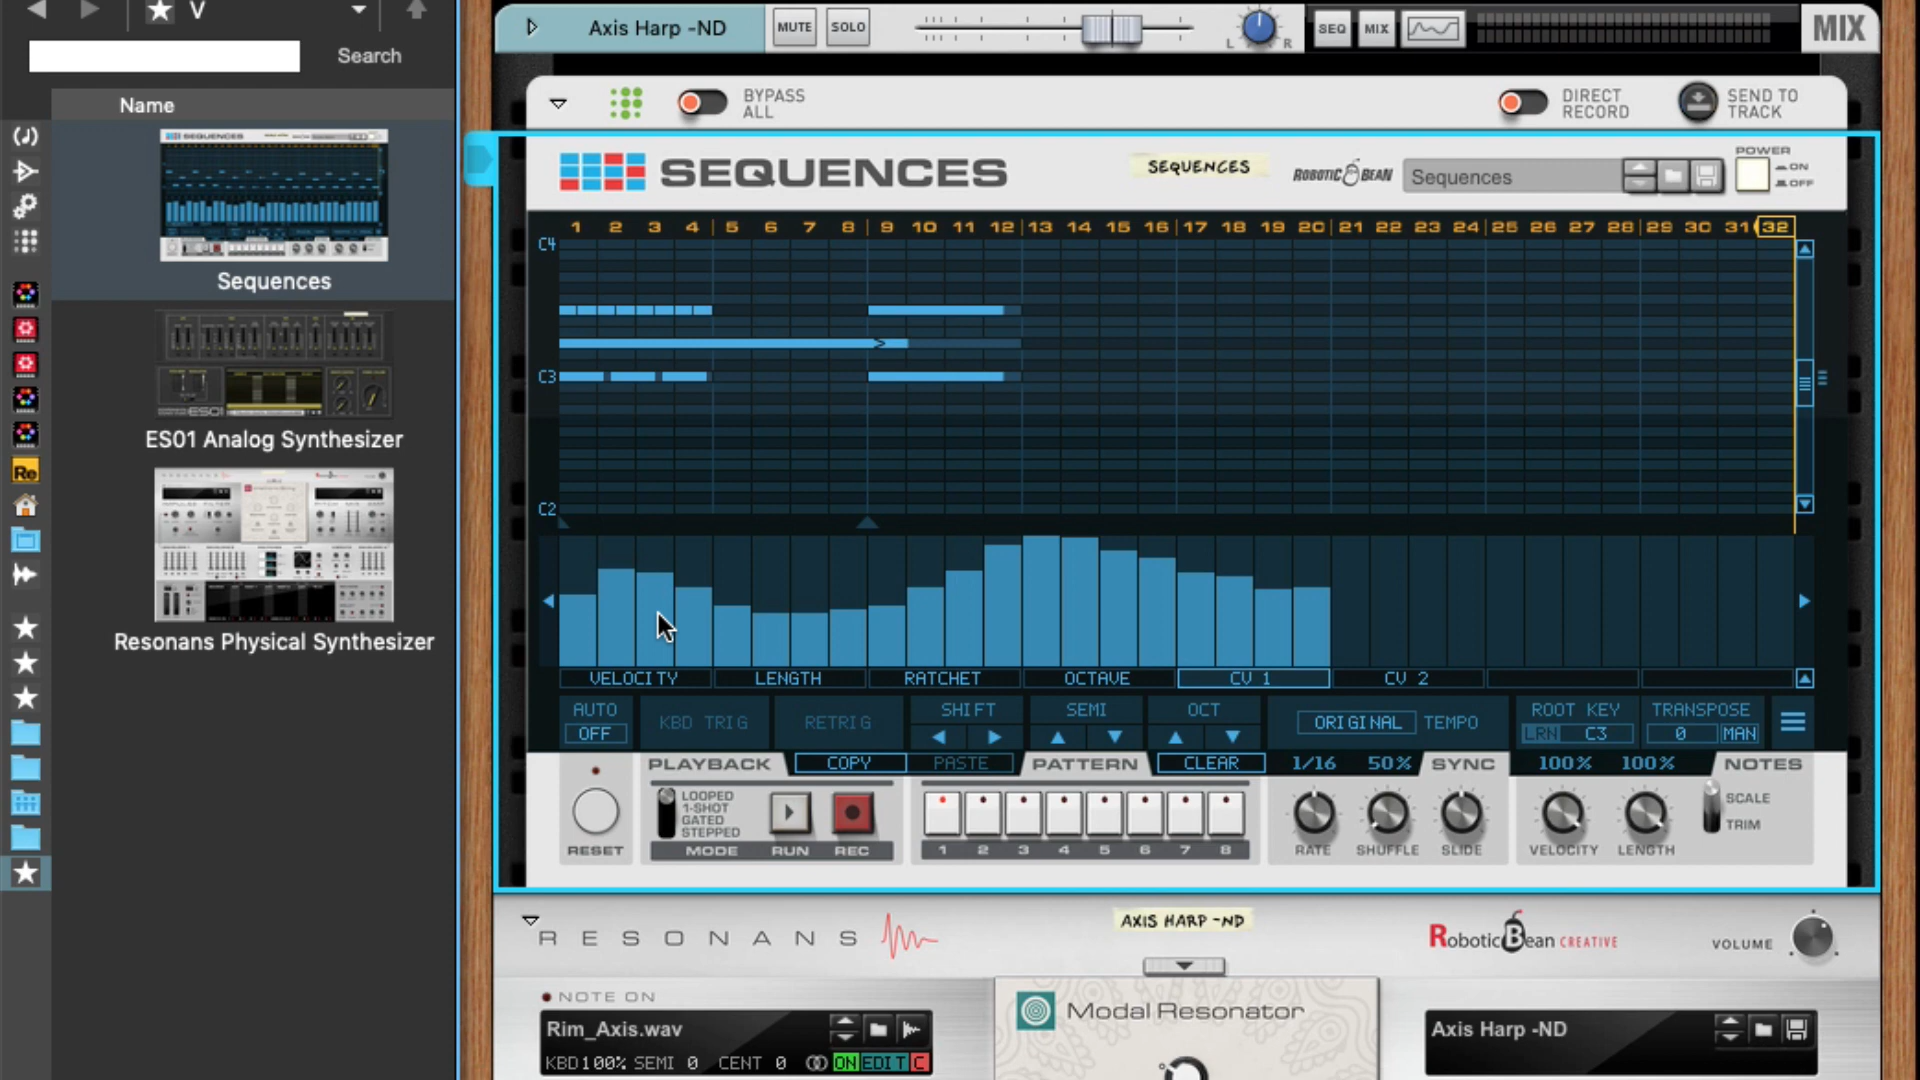 V
Search
Name
Sequences
ES01 Analog Synthesizer
Resonans Physical Synthesizer
Re
Axis Harp -ND
MUTE
SOLO
L
R
SEQ
MIX
MIX
BYPASS
ALL
DIRECT
RECORD
SEND TO
TRACK
SEQUENCES
SEQUENCES
ROBOTIC BEAN
Sequences
POWER
ON
OFF
1 2 3 4 5 6 7 8 9 10 11 12 13 14 15 16 17 18 19 20 21 22 23 24 25 26 27 28 29 30 31 32
C4
C3
C2
VELOCITY LENGTH RATCHET OCTAVE CV 1 CV 2
AUTO
OFF
KBD TRIG
RETRIG
SHIFT
SEMI
OCT
ORIGINAL TEMPO
ROOT KEY
LRN C3
TRANSPOSE
0 MAN
PLAYBACK
COPY
PASTE
PATTERN
CLEAR
1/16
50%
SYNC
100%
100%
NOTES
LOOPED
1-SHOT
GATED
STEPPED
SCALE
TRIM
RESET
MODE RUN REC
1 2 3 4 5 6 7 8
RATE SHUFFLE SLIDE
VELOCITY LENGTH
RESONANS
AXIS HARP -ND
RoboticBean CREATIVE
VOLUME
NOTE ON
Rim_Axis.wav
KBD 100% SEMI 0 CENT 0 ON EDIT C
Modal Resonator
Axis Harp -ND